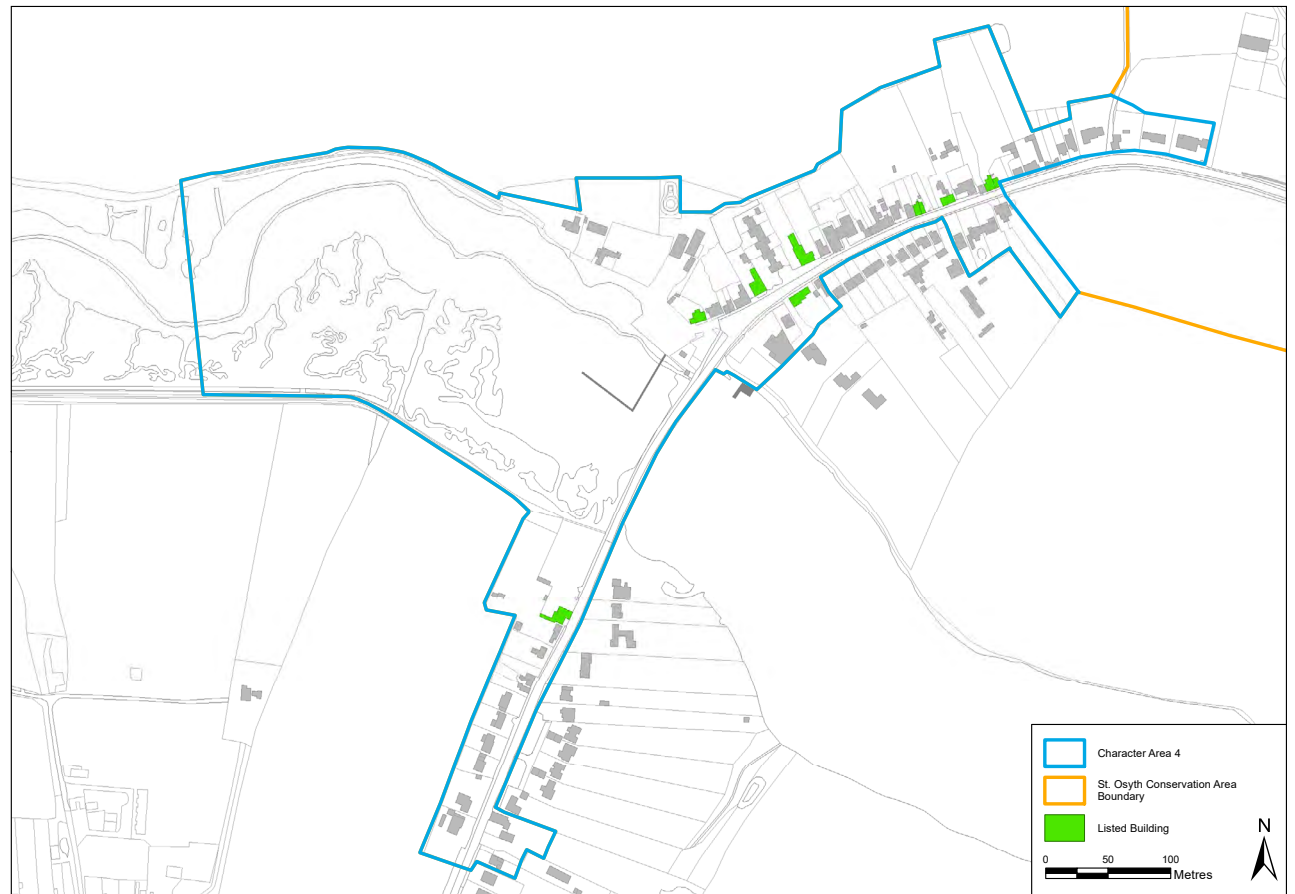 Character Area 4
St. Osyth Conservation Area
Boundary
Listed Building
N
0 50 100
Metres